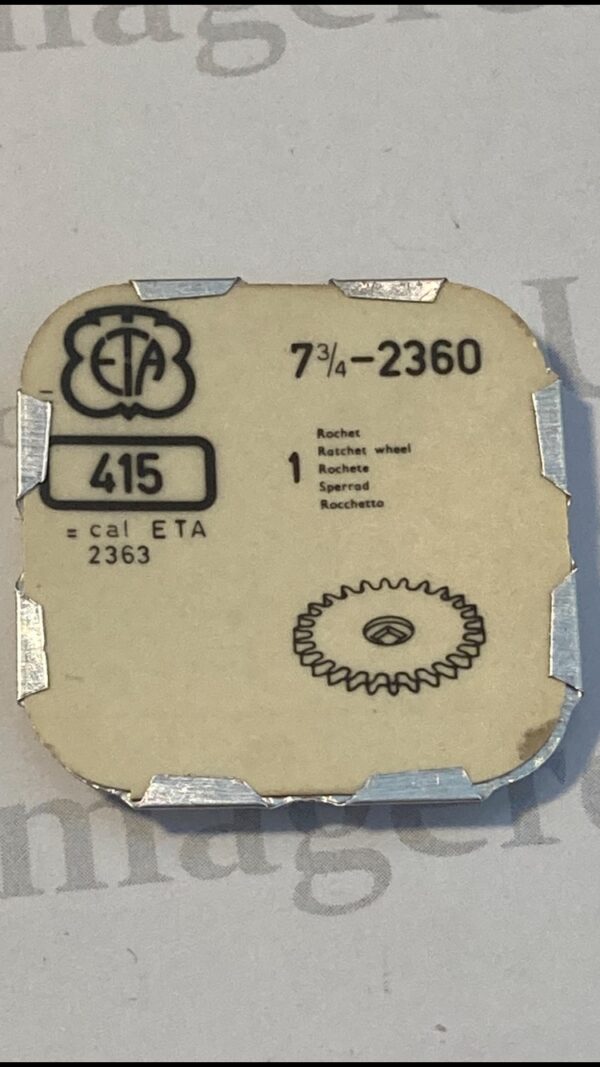 ETA
7¾-2360
415
= cal ETA
2363
1
Rochet
Ratchet wheel
Rochete
Sperrad
Rocchetto